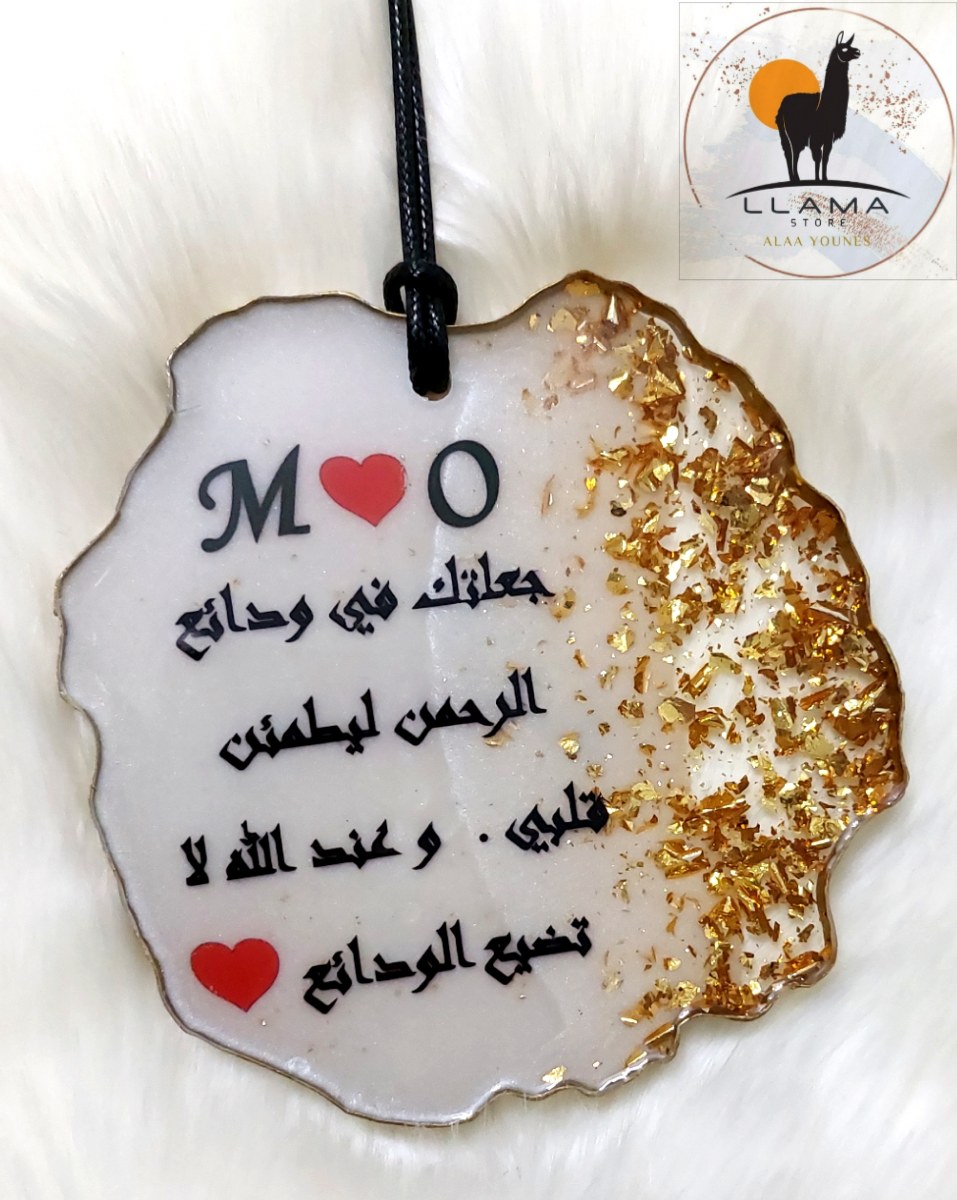 LLAMA
STORE
ALAA YOUNES
M❤O
جعلتك في ودائع
الرحمن ليطمئن
قلبي . و عند الله لا
تضيع الودائع ❤